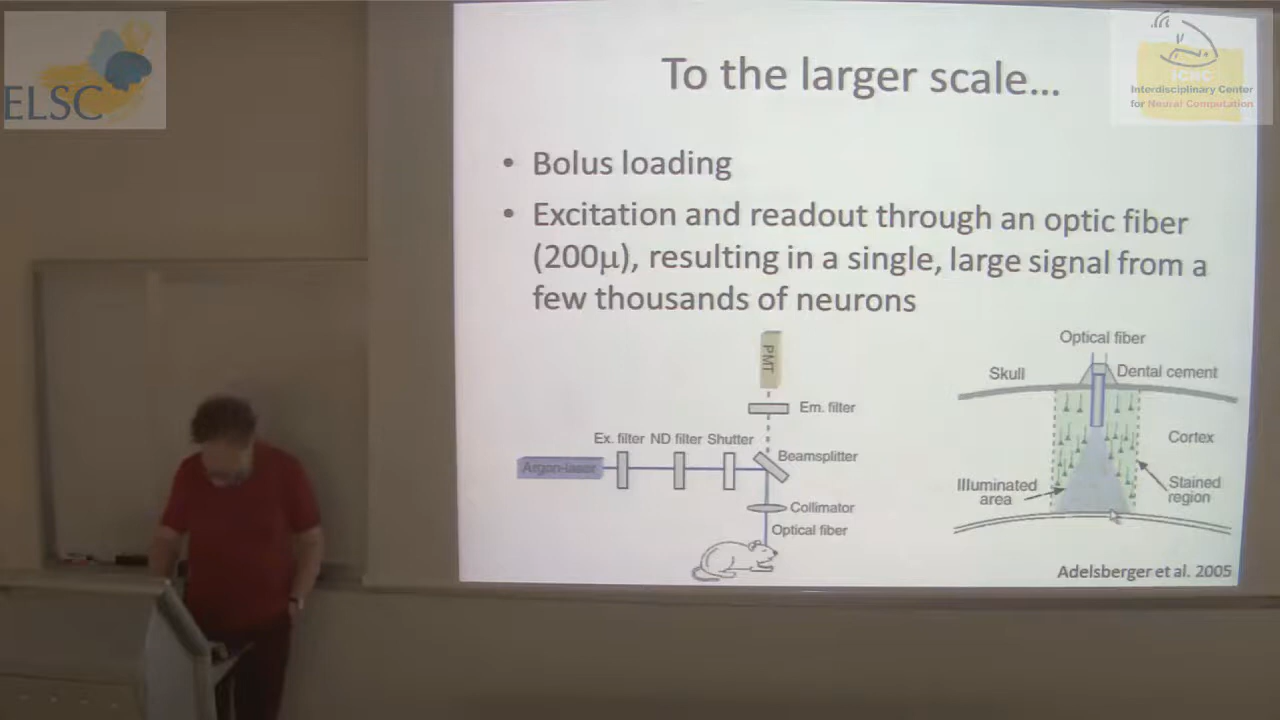 ELSC
ICNC
Interdisciplinary Center
for Neural Computation
To the larger scale...
• Bolus loading
• Excitation and readout through an optic fiber
(200µ), resulting in a single, large signal from a
few thousands of neurons
PMT
Em. filter
Ex. filter ND filter Shutter
Beamsplitter
Argon-laser
Collimator
Optical fiber
Optical fiber
Skull
Dental cement
Cortex
Illuminated
area
Stained
region
Adelsberger et al. 2005